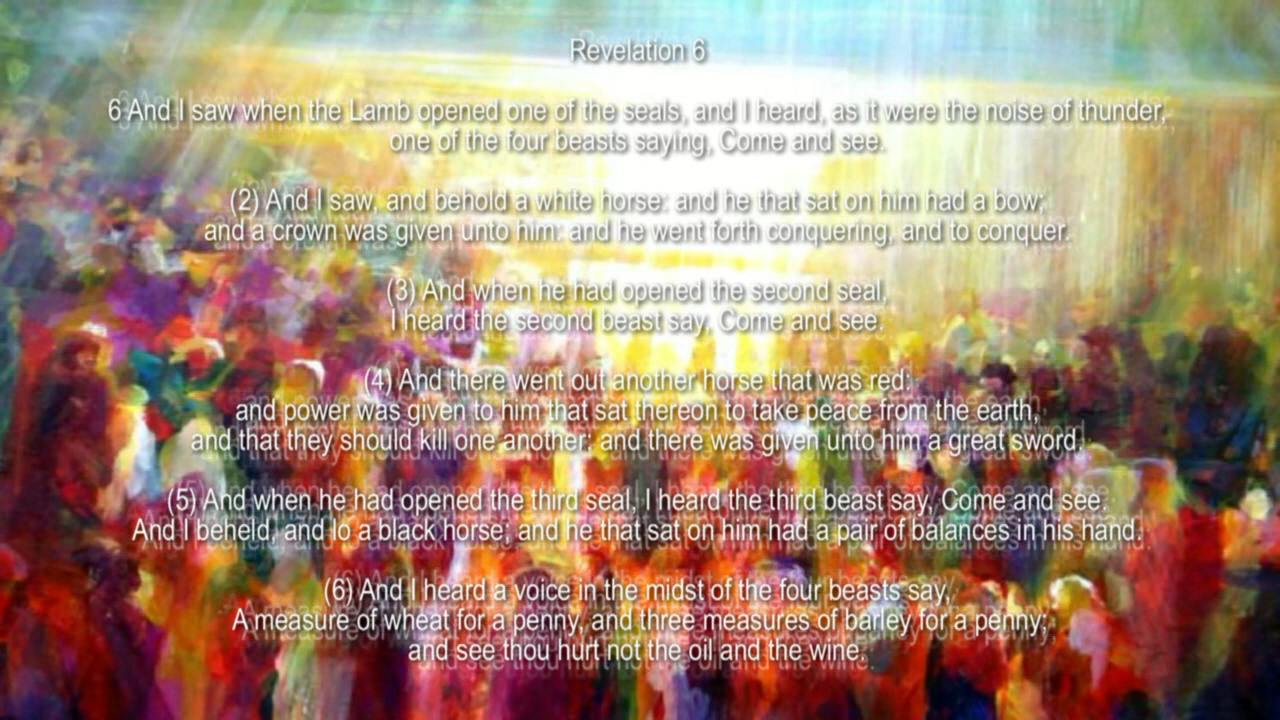 Revelation 6
6 And I saw when the Lamb opened one of the seals, and I heard, as it were the noise of thunder,
one of the four beasts saying, Come and see.
(2) And I saw, and behold a white horse: and he that sat on him had a bow;
and a crown was given unto him: and he went forth conquering, and to conquer.
(3) And when he had opened the second seal,
I heard the second beast say, Come and see.
(4) And there went out another horse that was red:
and power was given to him that sat thereon to take peace from the earth,
and that they should kill one another: and there was given unto him a great sword.
(5) And when he had opened the third seal, I heard the third beast say, Come and see.
And I beheld, and lo a black horse; and he that sat on him had a pair of balances in his hand.
(6) And I heard a voice in the midst of the four beasts say,
A measure of wheat for a penny, and three measures of barley for a penny;
and see thou hurt not the oil and the wine.